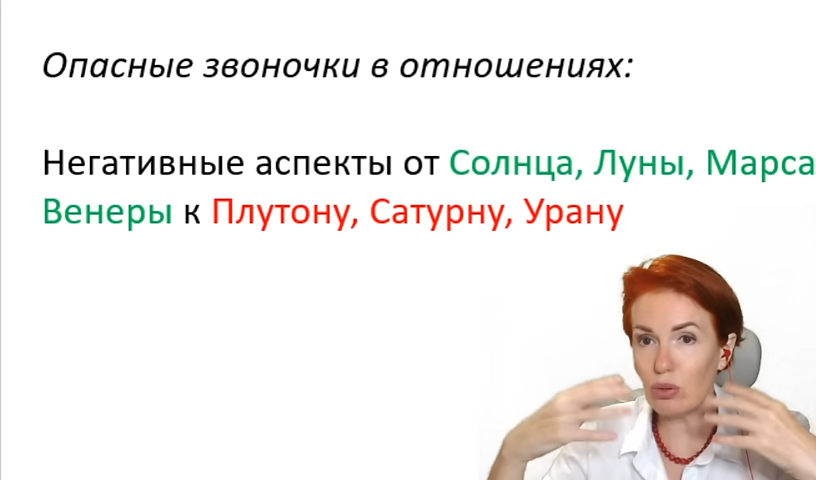 Опасные звоночки в отношениях:
Негативные аспекты от Солнца, Луны, Марса
Венеры к Плутону, Сатурну, Урану